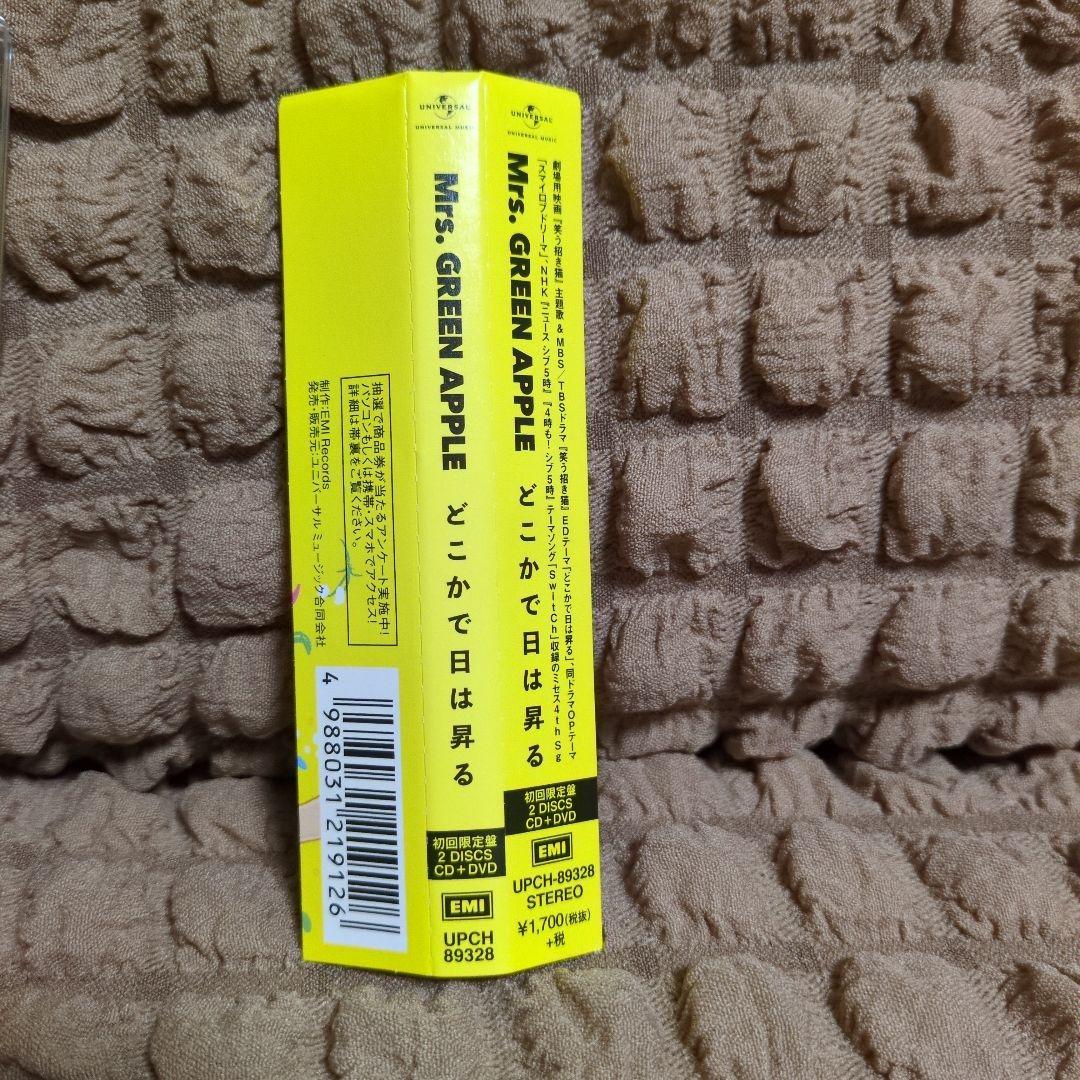 UNIVERSAL
UNIVERSAL MUSIC
劇場用映画『笑う招き猫』主題歌 & MBS/TBSドラマ『笑う招き猫』EDテーマ「どこかで日は昇る」、同ドラマOPテーマ
「スマイロブドリーマ」、NHK『ニュース シブ5時』『4時も!シブ5時』テーマソング「SwitCh」収録のミセス4th Sg
Mrs. GREEN APPLE どこかで日は昇る
初回限定盤
2 DISCS
CD+DVD
EMI
UPCH-89328
STEREO
¥1,700(税抜)
+税
UNIVERSAL
UNIVERSAL MUSIC
Mrs. GREEN APPLE どこかで日は昇る
初回限定盤
2 DISCS
CD+DVD
EMI
UPCH
89328
抽選で商品券が当たるアンケート実施中!
パソコンもしくは携帯・スマホでアクセス!
詳細は帯裏をご覧ください。
制作:EMI Records
発売・販売元:ユニバーサル ミュージック合同会社
4 988031 219126